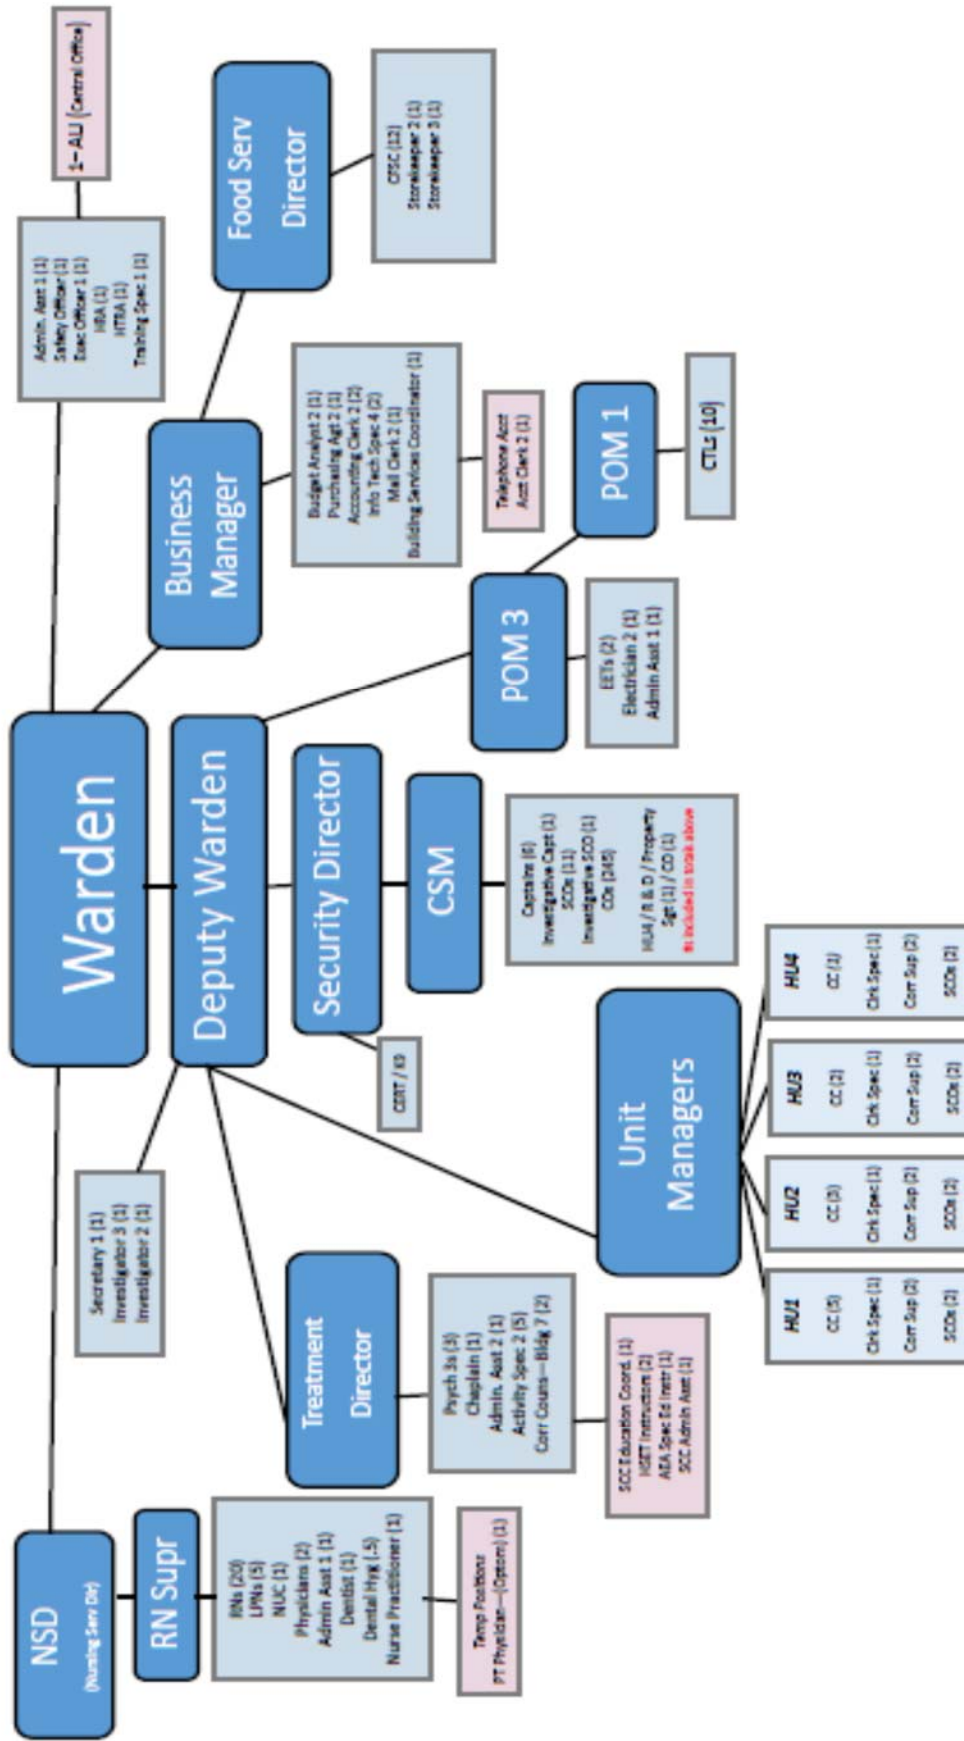 Warden
1– ALJ (Central Office)
Admin. Asst 1 (1)
Safety Officer (1)
Exec Officer 1 (1)
HRA (1)
HTRA (1)
Training Spec 1 (1)
NSD
(Nursing Serv Dir)
RN Supr
RNs (20)
LPNs (5)
NUC (1)
Physicians (2)
Admin Asst 1 (1)
Dentist (1)
Dental Hyg (.5)
Nurse Practitioner (1)
Temp Positions
PT Physician—(Optom) (1)
Secretary 1 (1)
Investigator 3 (1)
Investigator 2 (1)
Deputy Warden
Business
Manager
Food Serv
Director
CFSC (12)
Storekeeper 2 (1)
Storekeeper 3 (1)
Budget Analyst 2 (1)
Purchasing Agt 2 (1)
Accounting Clerk 2 (2)
Info Tech Spec 4 (2)
Mail Clerk 2 (1)
Building Services Coordinator (1)
Telephone Acct
Acct Clerk 2 (1)
Treatment
Director
Psych 3s (3)
Chaplain (1)
Admin. Asst 2 (1)
Activity Spec 2 (5)
Corr Couns—Bldg 7 (2)
SCC Education Coord. (1)
HSET Instructors (2)
AEA Spec Ed Instr (1)
SCC Admin Asst (1)
Security Director
CERT / K9
CSM
Captains (6)
Investigative Capt (1)
SCOs (11)
Investigative SCO (1)
COs (245)
HU4 / R & D / Property
Sgt (1) / CO (1)
included in totals above
POM 3
EETs (2)
Electrician 2 (1)
Admin Asst 1 (1)
POM 1
CTLs (10)
Unit
Managers
HU1
CC (5)
Clrk Spec (1)
Corr Sup (2)
SCOs (2)
HU2
CC (3)
Clrk Spec (1)
Corr Sup (2)
SCOs (2)
HU3
CC (2)
Clrk Spec (1)
Corr Sup (2)
SCOs (2)
HU4
CC (1)
Clrk Spec (1)
Corr Sup (2)
SCOs (2)